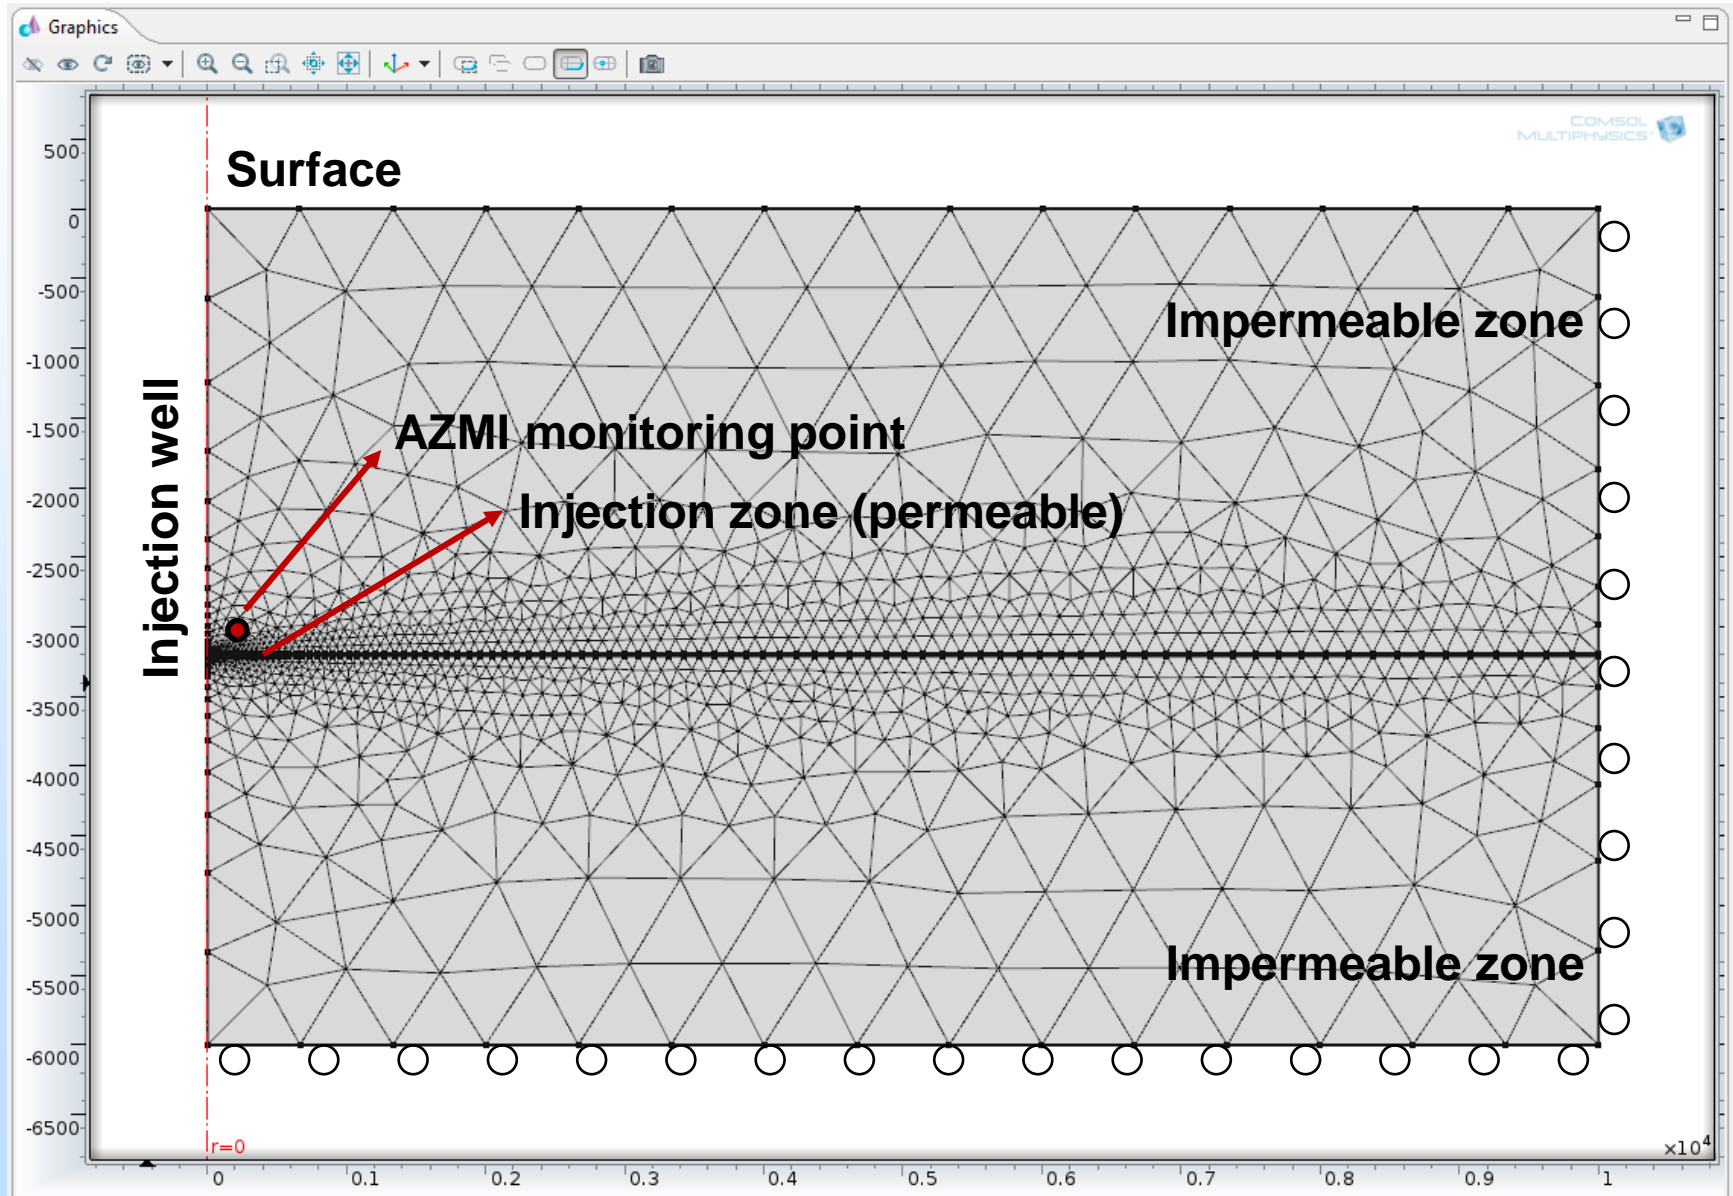 Graphics
COMSOL
MULTIPHYSICS
Surface
Impermeable zone
AZMI monitoring point
Injection zone (permeable)
Injection well
Impermeable zone
500
0
-500
-1000
-1500
-2000
-2500
-3000
-3500
-4000
-4500
-5000
-5500
-6000
-6500
r=0
×10⁴
0 0.1 0.2 0.3 0.4 0.5 0.6 0.7 0.8 0.9 1